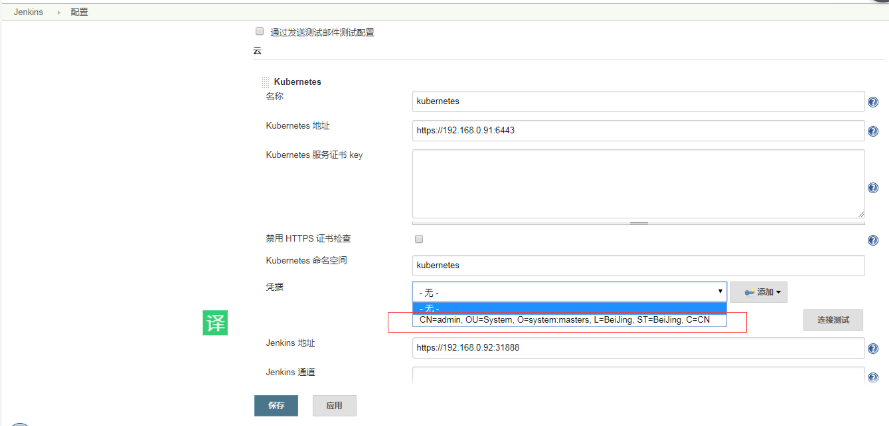 Jenkins › 配置
通过发送测试邮件测试配置
云
Kubernetes
名称
kubernetes
Kubernetes 地址
https://192.168.0.91:6443
Kubernetes 服务证书 key
禁用 HTTPS 证书检查
Kubernetes 命名空间
kubernetes
凭据
- 无 -
添加
- 无 -
CN=admin, OU=System, O=system:masters, L=BeiJing, ST=BeiJing, C=CN
译
连接测试
Jenkins 地址
https://192.168.0.92:31888
Jenkins 通道
保存 应用